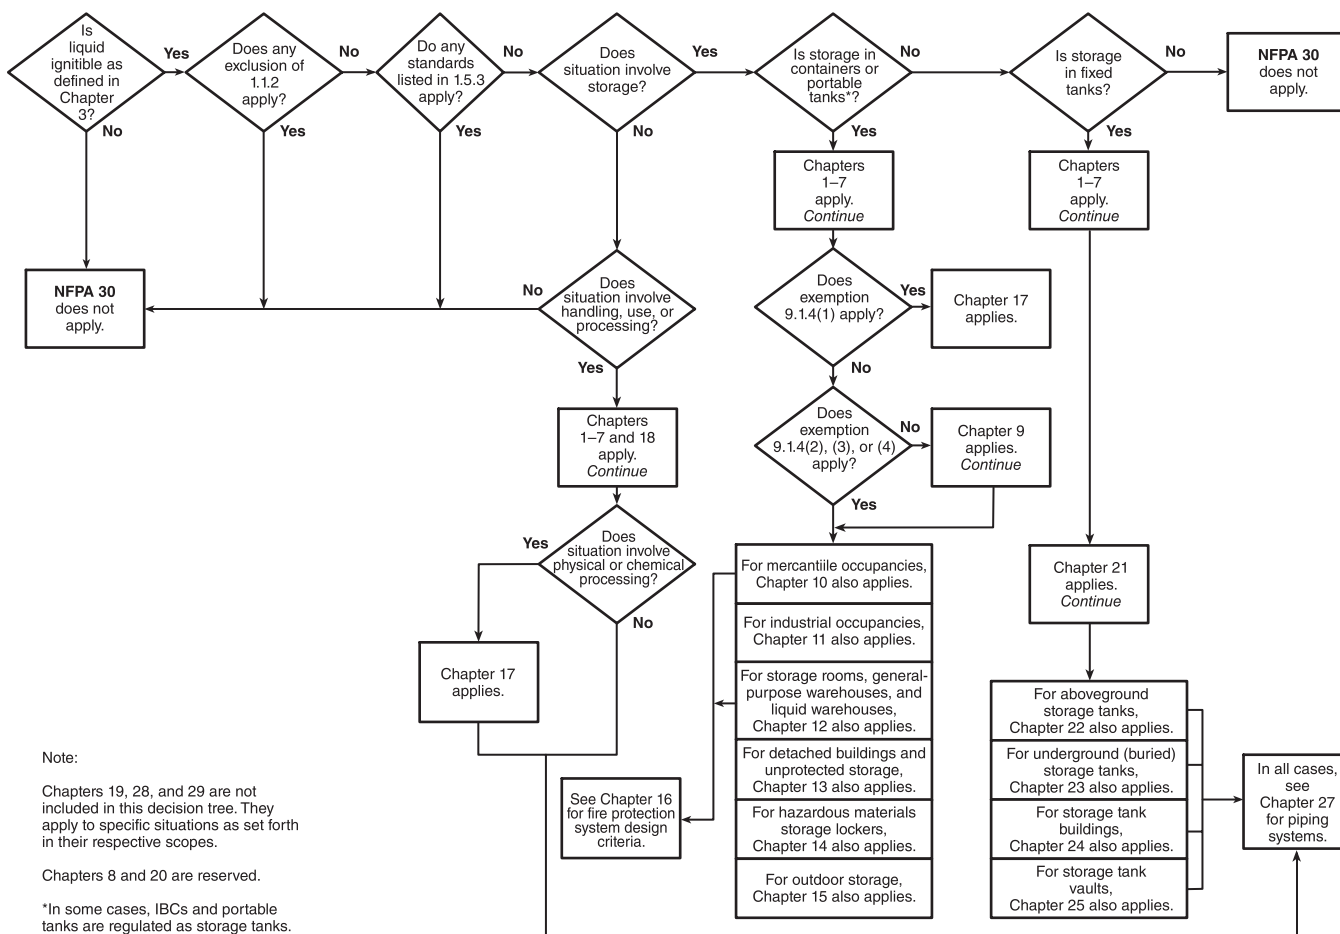 Is
liquid
ignitible as
defined in
Chapter
3?
Yes
No
Does any
exclusion of
1.1.2
apply?
No
Yes
Do any
standards
listed in 1.5.3
apply?
No
Yes
Does
situation involve
storage?
Yes
No
Is storage in
containers or
portable
tanks*?
No
Yes
Is storage
in fixed
tanks?
No
Yes
NFPA 30
does not
apply.
Chapters
1–7
apply.
Continue
Chapters
1–7
apply.
Continue
NFPA 30
does not
apply.
No
Does
situation involve
handling, use, or
processing?
Yes
Does
exemption
9.1.4(1) apply?
Yes
No
Chapter 17
applies.
Chapters
1–7 and 18
apply.
Continue
Does
exemption
9.1.4(2), (3), or (4)
apply?
No
Yes
Chapter 9
applies.
Continue
Yes
Does
situation involve
physical or chemical
processing?
No
Chapter 17
applies.
For mercantiile occupancies,
Chapter 10 also applies.
For industrial occupancies,
Chapter 11 also applies.
For storage rooms, general-
purpose warehouses, and
liquid warehouses,
Chapter 12 also applies.
For detached buildings and
unprotected storage,
Chapter 13 also applies.
For hazardous materials
storage lockers,
Chapter 14 also applies.
For outdoor storage,
Chapter 15 also applies.
See Chapter 16
for fire protection
system design
criteria.
Chapter 21
applies.
Continue
For aboveground
storage tanks,
Chapter 22 also applies.
For underground (buried)
storage tanks,
Chapter 23 also applies.
For storage tank
buildings,
Chapter 24 also applies.
For storage tank
vaults,
Chapter 25 also applies.
In all cases,
see
Chapter 27
for piping
systems.
Note:
Chapters 19, 28, and 29 are not
included in this decision tree. They
apply to specific situations as set forth
in their respective scopes.
Chapters 8 and 20 are reserved.
*In some cases, IBCs and portable
tanks are regulated as storage tanks.